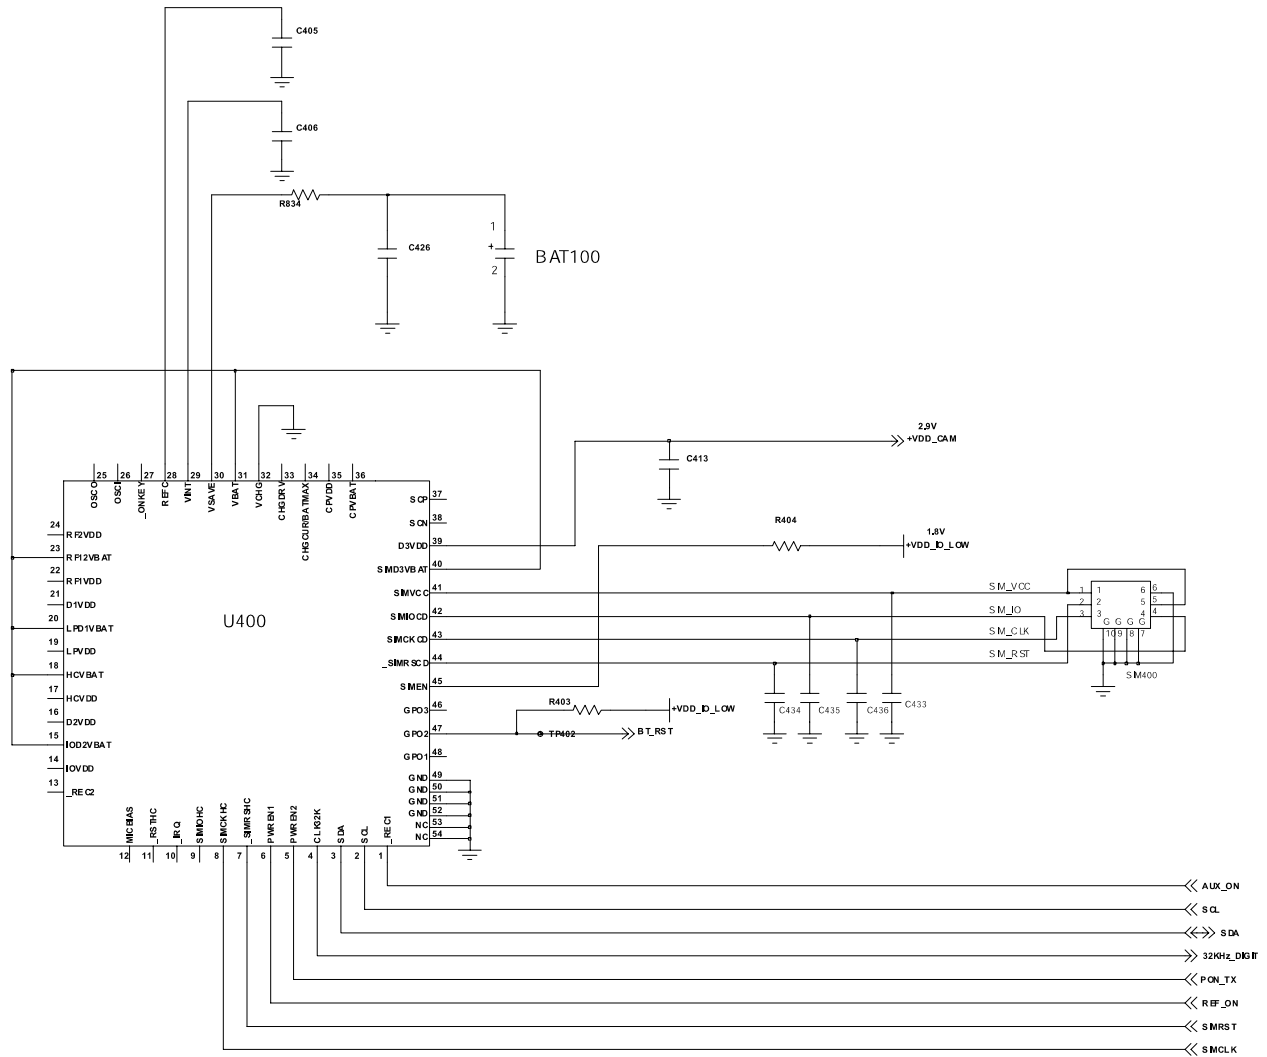 C405
C406
R834
C426
1
+
2
BAT100
2.9V
+VDD_CAM
C413
R404
1.8V
+VDD_IO_LOW
25 26 27 28 29 30 31 32 33 34 35 36
OSCO OSCI _ONKEY REFC VINT VSAVE VBAT VCHG CHGDRV CHGCUR/BATMAX CPVDD CPVBAT
24 RF2VDD
23 RF12VBAT
22 RF1VDD
21 D1VDD
20 LPD1VBAT
19 LPVDD
18 HCVBAT
17 HCVDD
16 D2VDD
15 IOD2VBAT
14 IOVDD
13 _REC2
U400
SCP 37
SCN 38
D3VDD 39
SIMD3VBAT 40
SIMVCC 41
SIMIOCD 42
SIMCKCD 43
_SIMRSCD 44
SIMEN 45
GPO3 46
GPO2 47
GPO1 48
GND 49
GND 50
GND 51
GND 52
NC 53
NC 54
SIM_VCC
SIM_IO
SIM_CLK
SIM_RST
1 1 6 6
2 2 5 5
3 3 4 4
G G G G
10 9 8 7
SIM400
C434
C435
C436
C433
R403
+VDD_IO_LOW
TP402
BT_RST
MICBIAS _RSTHC _IRQ SIMIOHC SIMCKHC _SIMRSHC PWREN1 PWREN2 CLK32K SDA SCL _REC1
12 11 10 9 8 7 6 5 4 3 2 1
AUX_ON
SCL
SDA
32KHz_DIGIT
PON_TX
REF_ON
SIMRST
SIMCLK